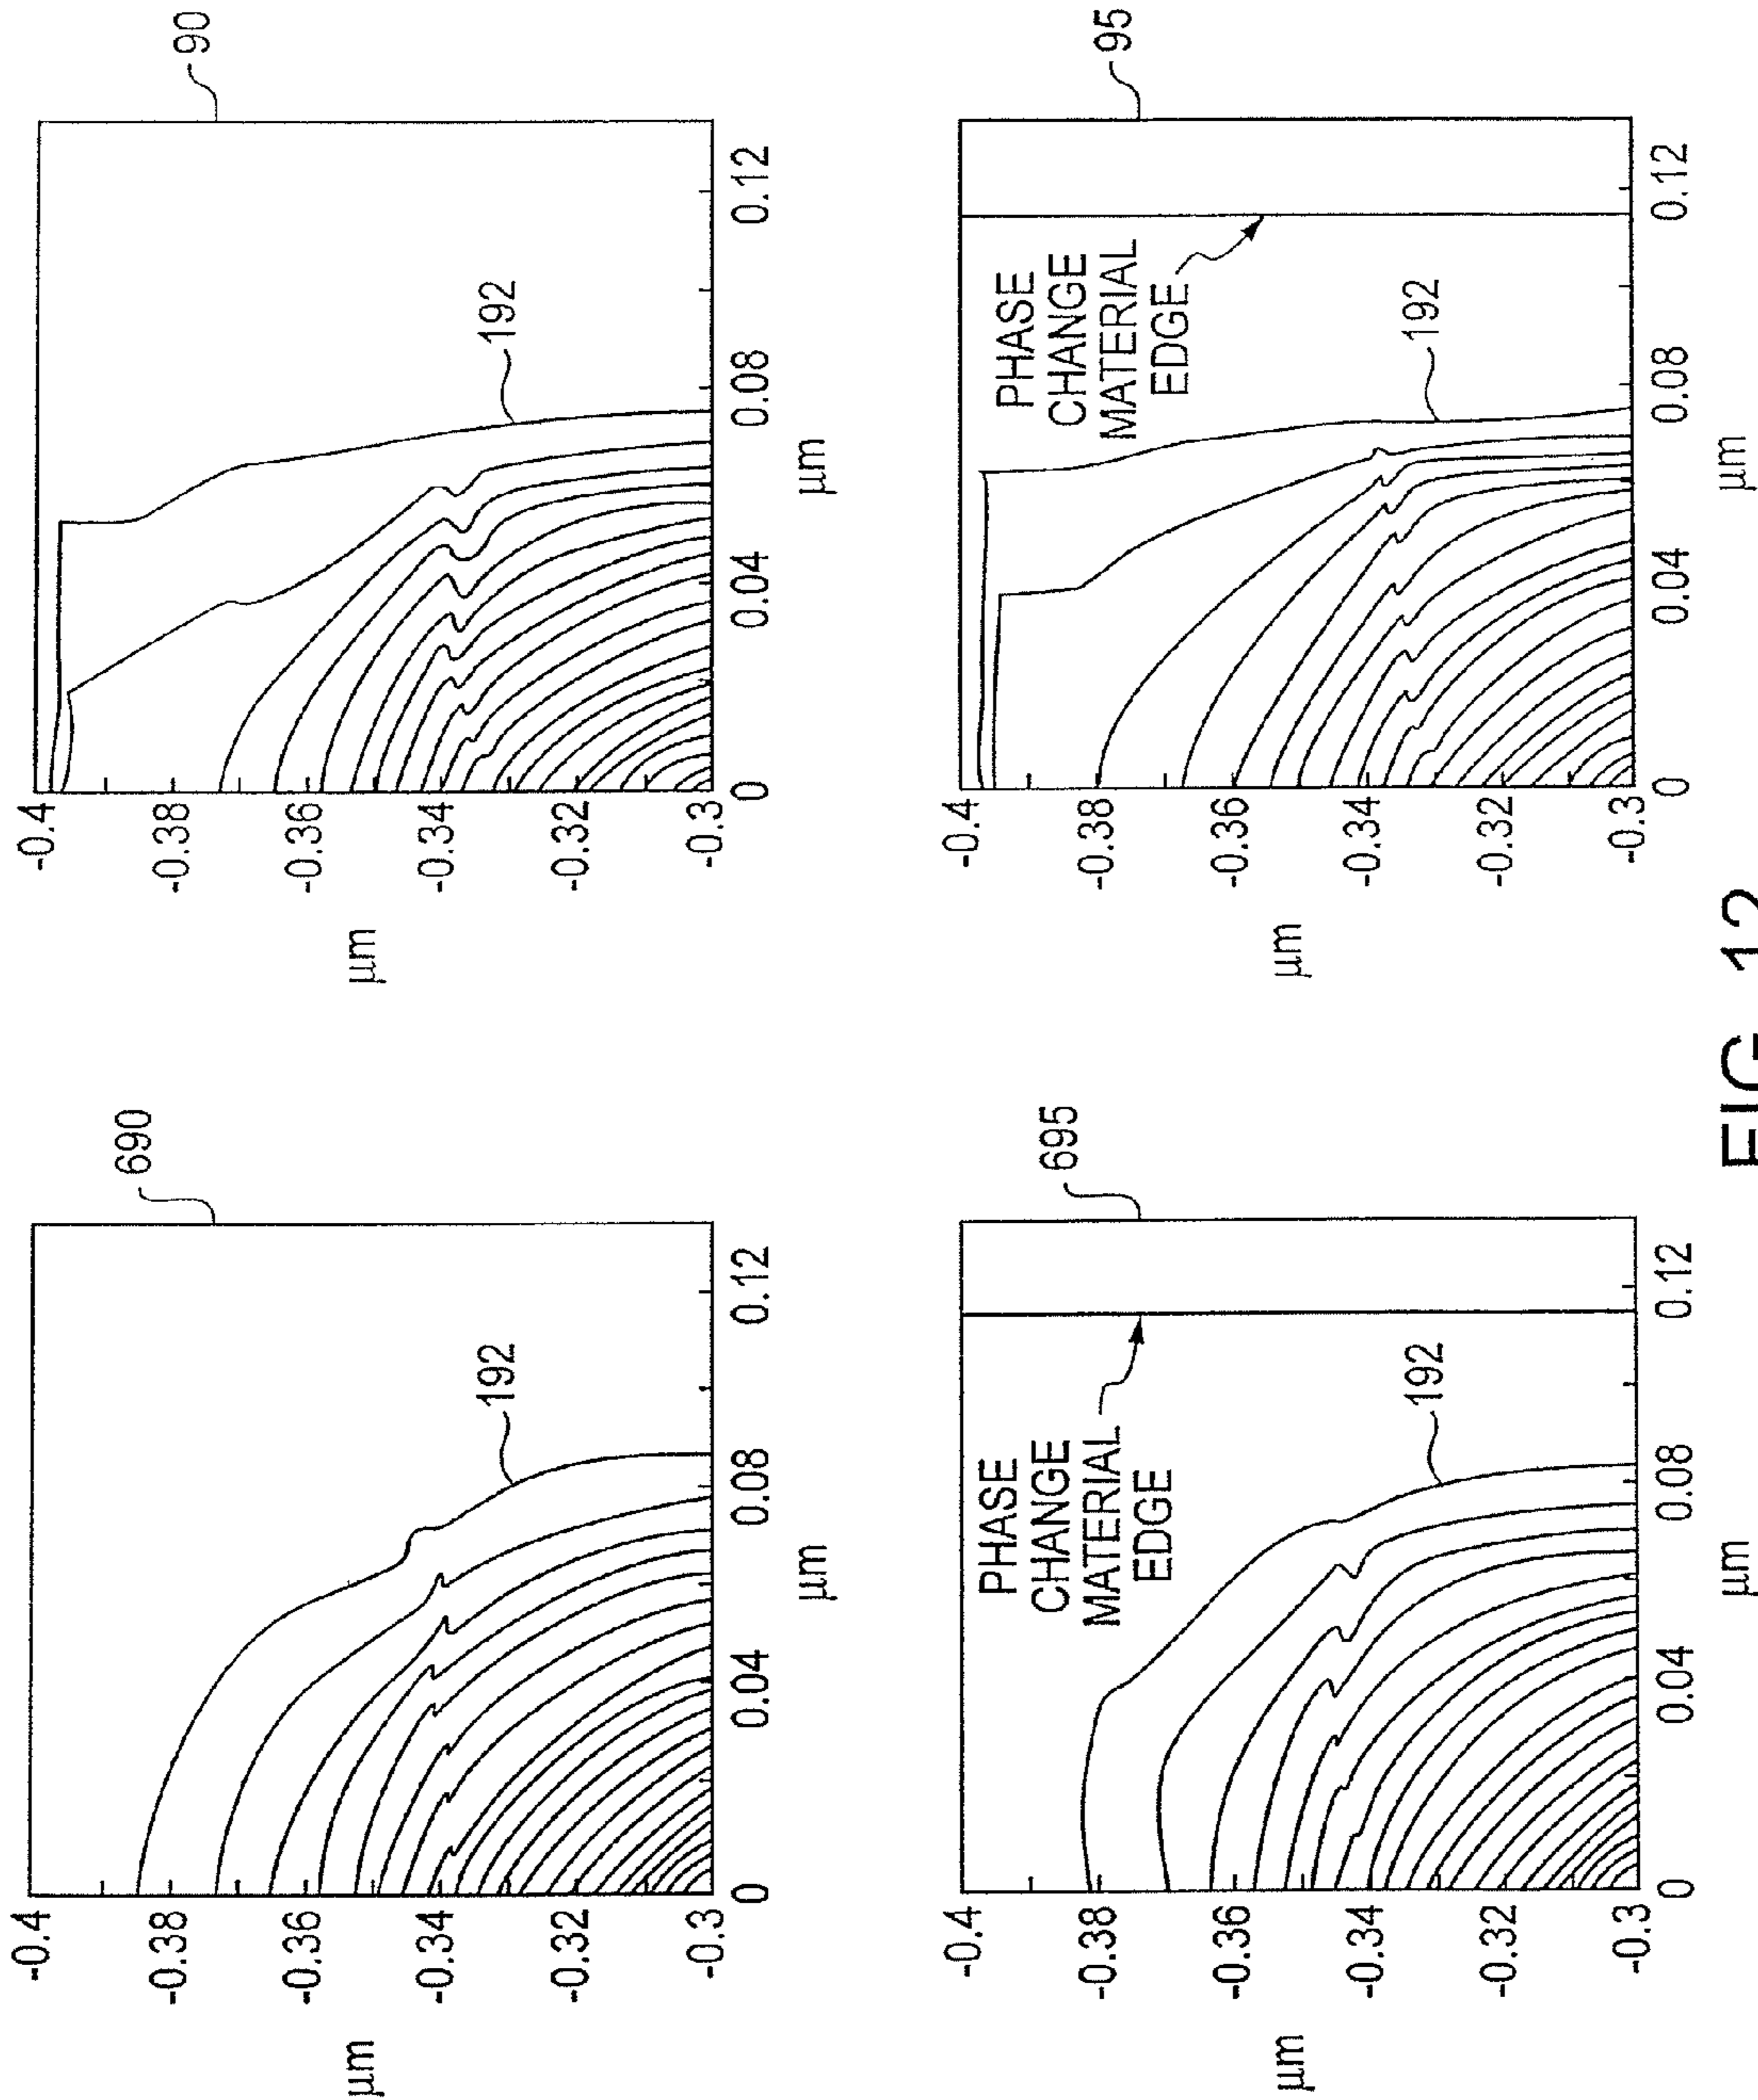 690
-0.4
-0.38
μm
-0.36
192
-0.34
-0.32
-0.3
0
0.04
0.08
0.12
μm
90
-0.4
-0.38
μm
-0.36
192
-0.34
-0.32
-0.3
0
0.04
0.08
0.12
μm
695
-0.4
PHASE
CHANGE
MATERIAL
EDGE
-0.38
μm
-0.36
192
-0.34
-0.32
-0.3
0
0.04
0.08
0.12
μm
95
-0.4
PHASE
CHANGE
MATERIAL
EDGE
-0.38
μm
-0.36
192
-0.34
-0.32
-0.3
0
0.04
0.08
0.12
μm
FIG. 12